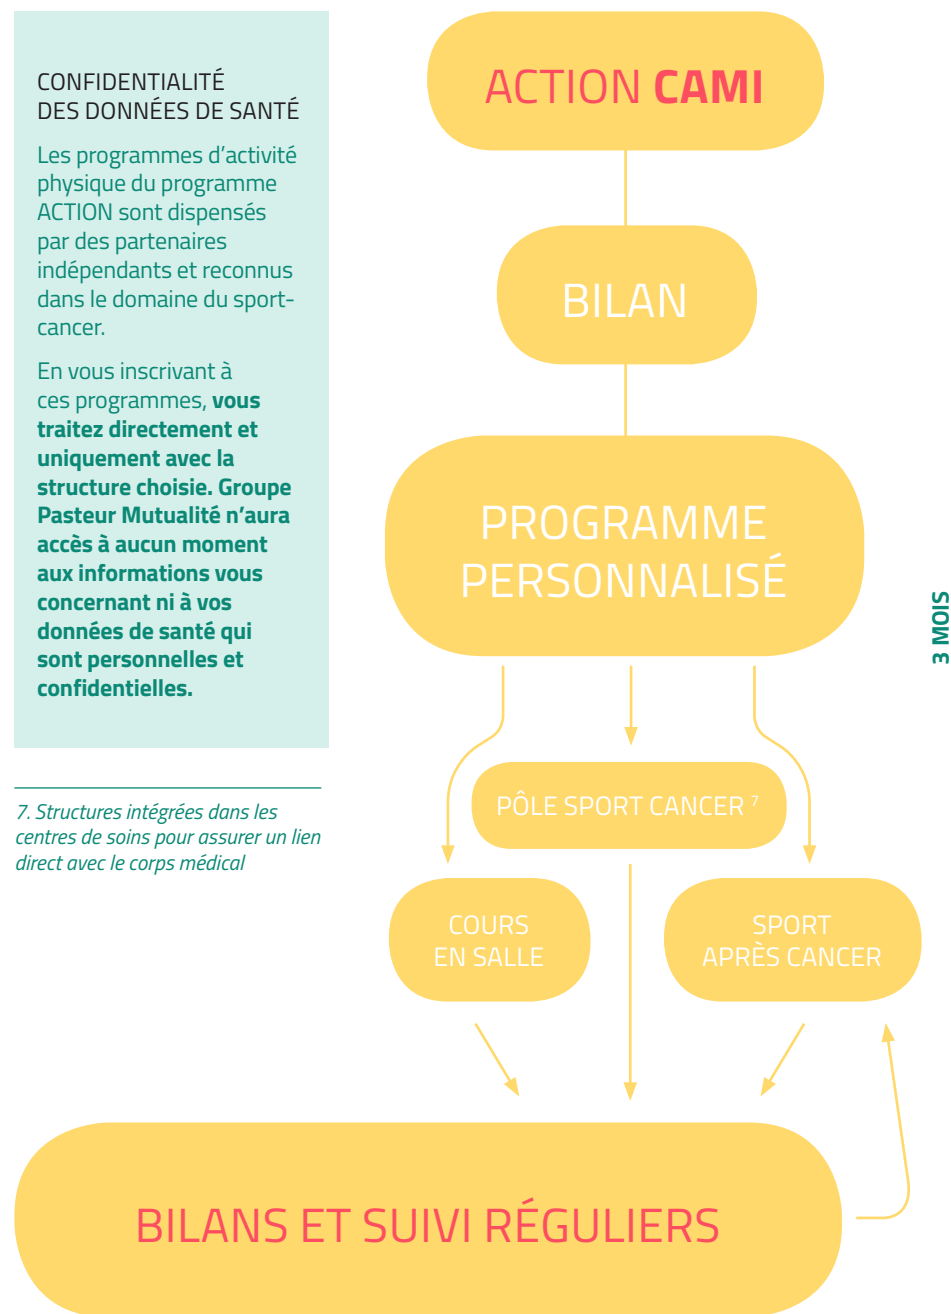 CONFIDENTIALITÉ
DES DONNÉES DE SANTÉ
Les programmes d’activité
physique du programme
ACTION sont dispensés
par des partenaires
indépendants et reconnus
dans le domaine du sport-
cancer.
En vous inscrivant à
ces programmes, vous
traitez directement et
uniquement avec la
structure choisie. Groupe
Pasteur Mutualité n’aura
accès à aucun moment
aux informations vous
concernant ni à vos
données de santé qui
sont personnelles et
confidentielles.
7. Structures intégrées dans les
centres de soins pour assurer un lien
direct avec le corps médical
ACTION CAMI
BILAN
PROGRAMME
PERSONNALISÉ
3 MOIS
PÔLE SPORT CANCER 7
COURS
EN SALLE
SPORT
APRÈS CANCER
BILANS ET SUIVI RÉGULIERS